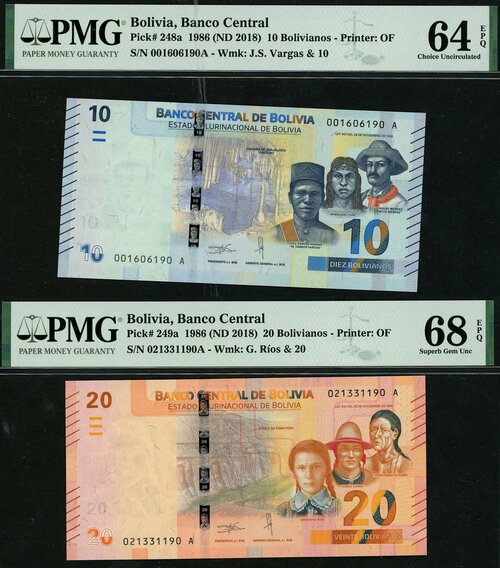 PMG
PAPER MONEY GUARANTY
Bolivia, Banco Central
Pick# 248a 1986 (ND 2018) 10 Bolivianos - Printer: OF
S/N 001606190A - Wmk: J.S. Vargas & 10
64 EPQ
Choice Uncirculated
10
BANCO CENTRAL DE BOLIVIA
ESTADO PLURINACIONAL DE BOLIVIA
001606190 A
10
001606190 A
10
DIEZ BOLIVIANOS
PMG
PAPER MONEY GUARANTY
Bolivia, Banco Central
Pick# 249a 1986 (ND 2018) 20 Bolivianos - Printer: OF
S/N 021331190A - Wmk: G. Ríos & 20
68 EPQ
Superb Gem Unc
20
BANCO CENTRAL DE BOLIVIA
ESTADO PLURINACIONAL DE BOLIVIA
021331190 A
20
021331190 A
20
VEINTE BOLIVIANOS